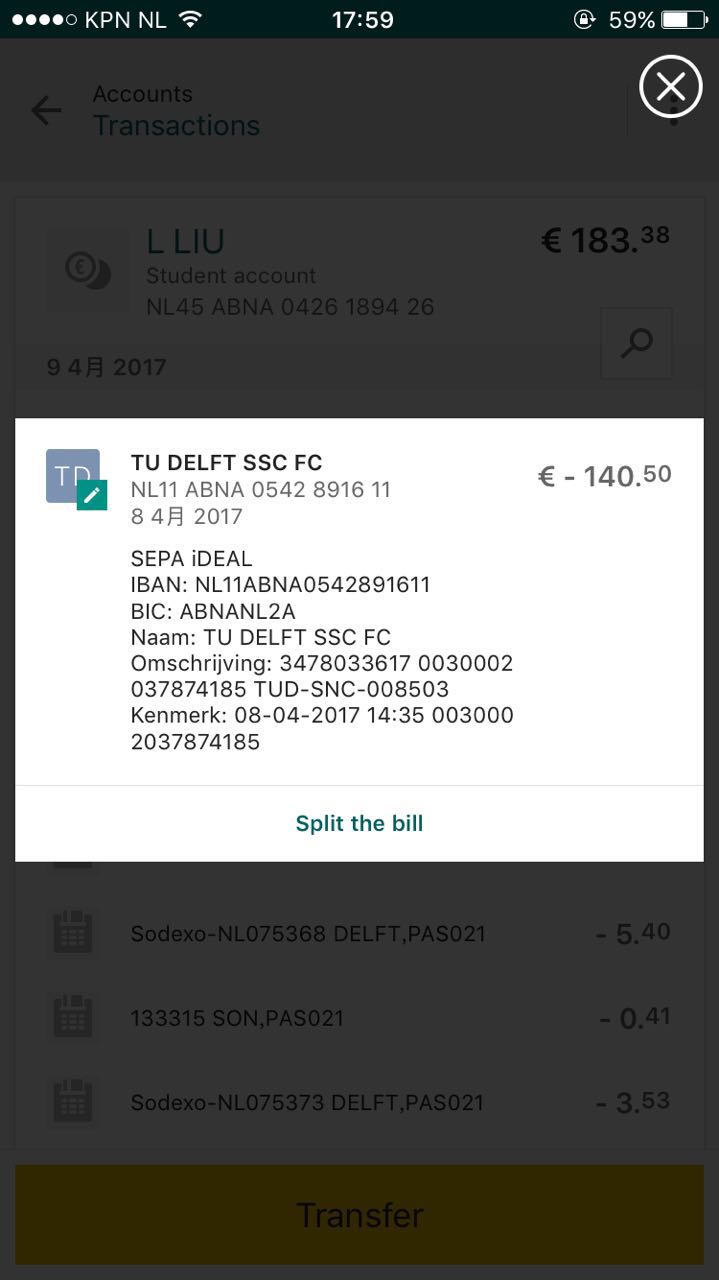 KPN NL 17:59 59%
Accounts
Transactions
L LIU € 183.38
Student account
NL45 ABNA 0426 1894 26
9 4月 2017
TD
TU DELFT SSC FC € - 140.50
NL11 ABNA 0542 8916 11
8 4月 2017
SEPA iDEAL
IBAN: NL11ABNA0542891611
BIC: ABNANL2A
Naam: TU DELFT SSC FC
Omschrijving: 3478033617 0030002
037874185 TUD-SNC-008503
Kenmerk: 08-04-2017 14:35 003000
2037874185
Split the bill
Sodexo-NL075368 DELFT,PAS021 - 5.40
133315 SON,PAS021 - 0.41
Sodexo-NL075373 DELFT,PAS021 - 3.53
Transfer